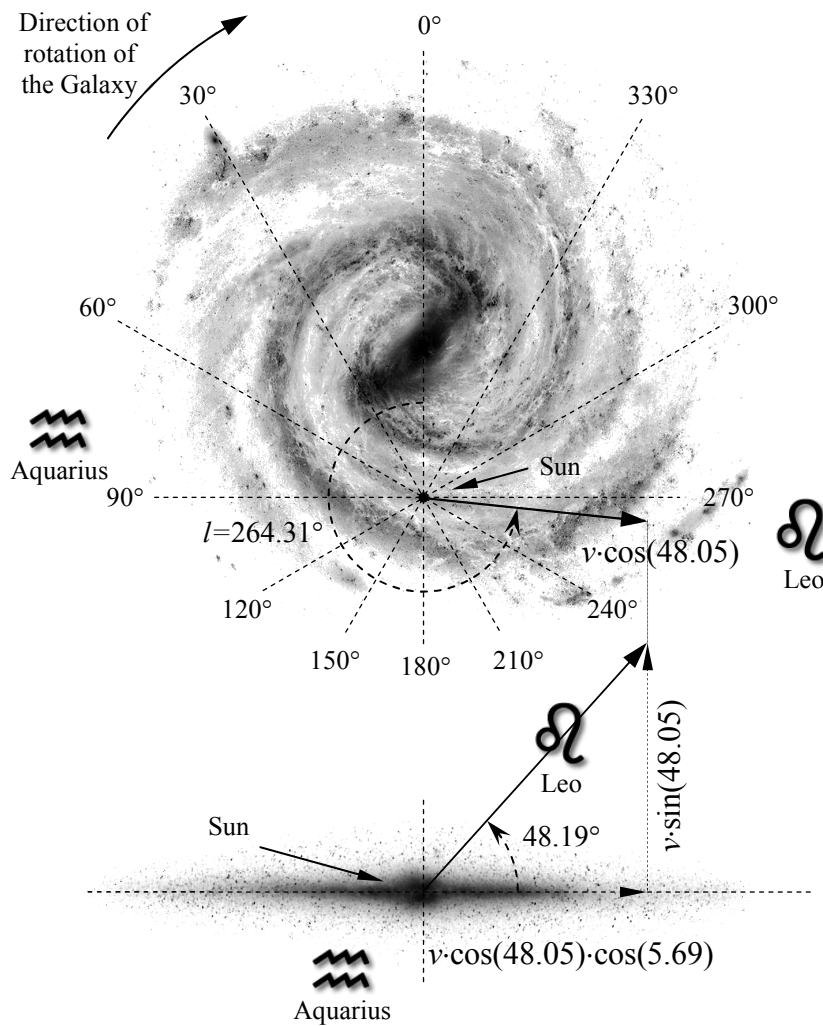 Direction of
rotation of
the Galaxy
0°
30°
330°
60°
300°
Aquarius
Sun
90°
270°
l=264.31°
v·cos(48.05)
Leo
120°
240°
150°
210°
180°
Leo
v·sin(48.05)
Sun
48.19°
v·cos(48.05)·cos(5.69)
Aquarius